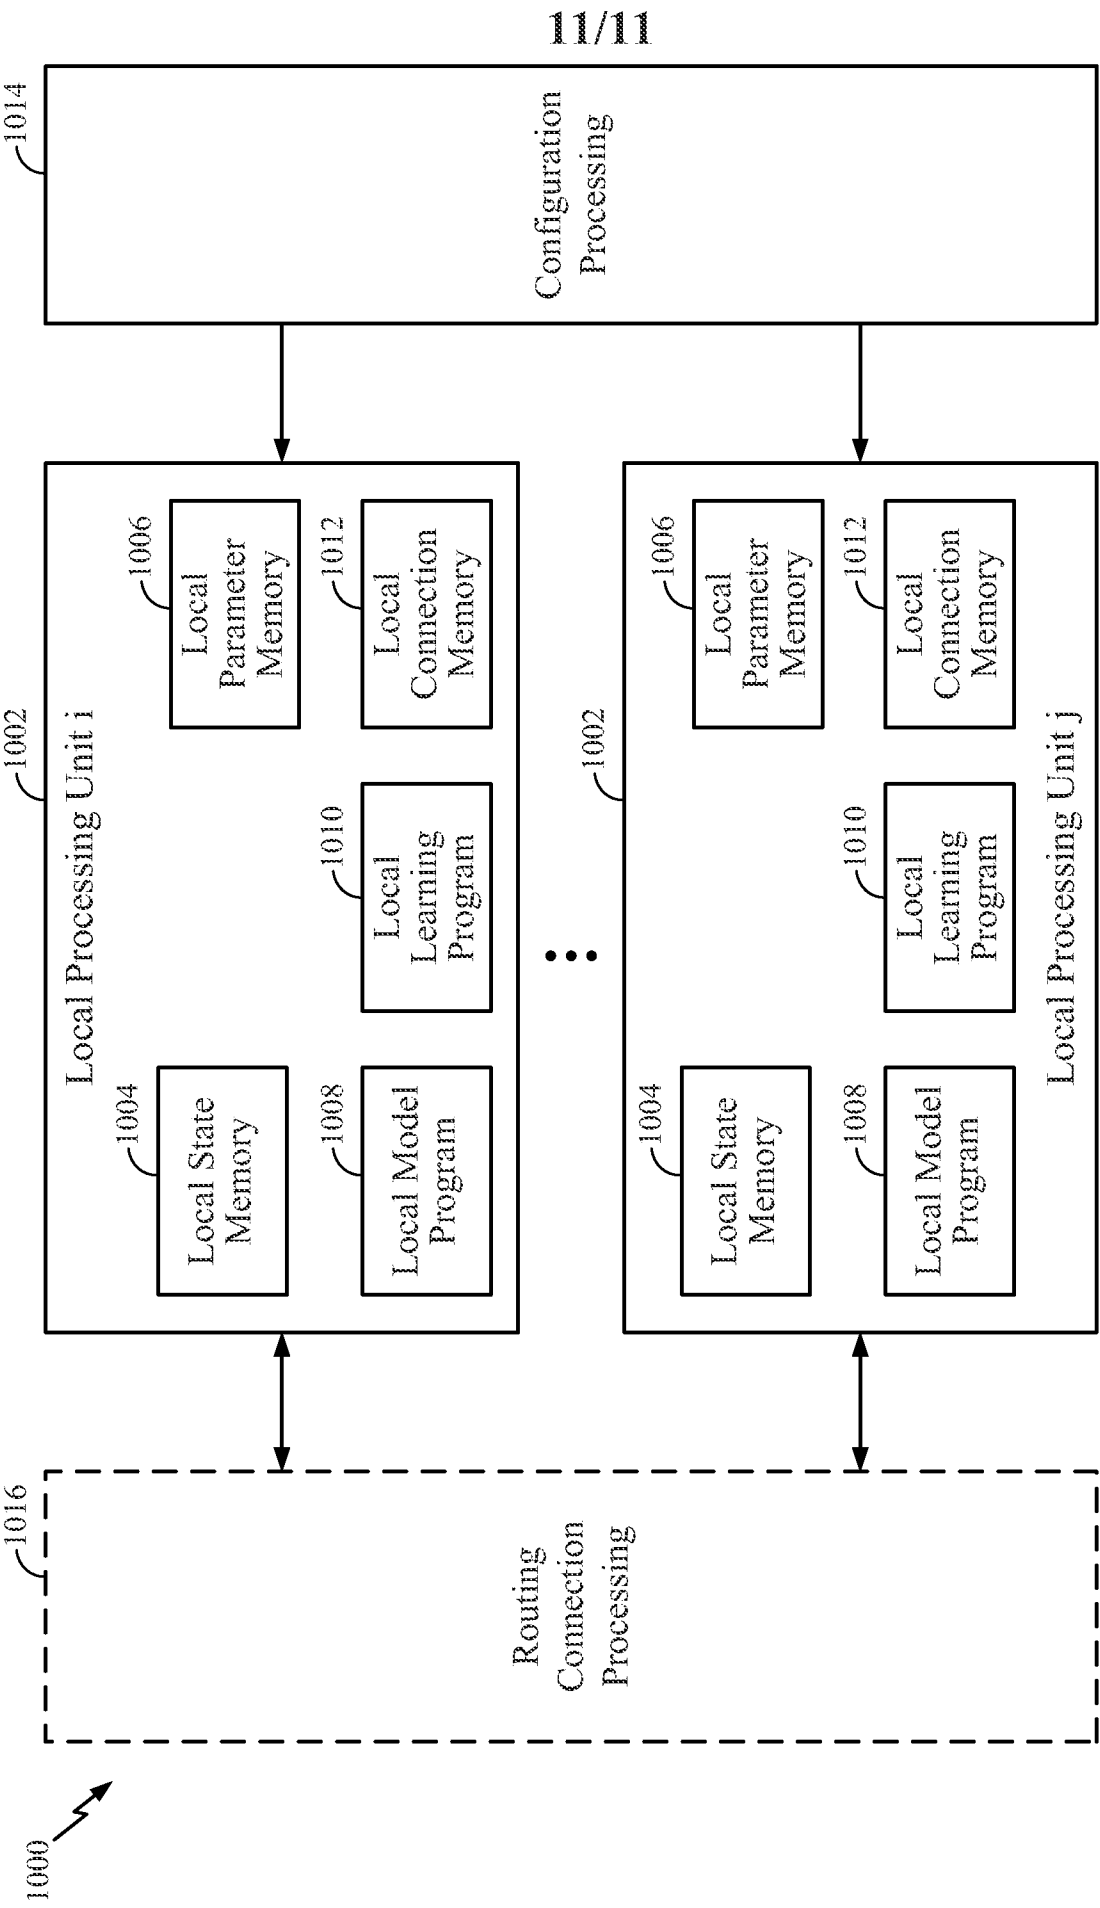 11/11
1000
1016
Routing
Connection
Processing
1002
Local Processing Unit i
1004
Local State
Memory
1006
Local
Parameter
Memory
1008
Local Model
Program
1010
Local
Learning
Program
1012
Local
Connection
Memory
1002
1004
Local State
Memory
1006
Local
Parameter
Memory
1008
Local Model
Program
1010
Local
Learning
Program
1012
Local
Connection
Memory
Local Processing Unit j
1014
Configuration
Processing